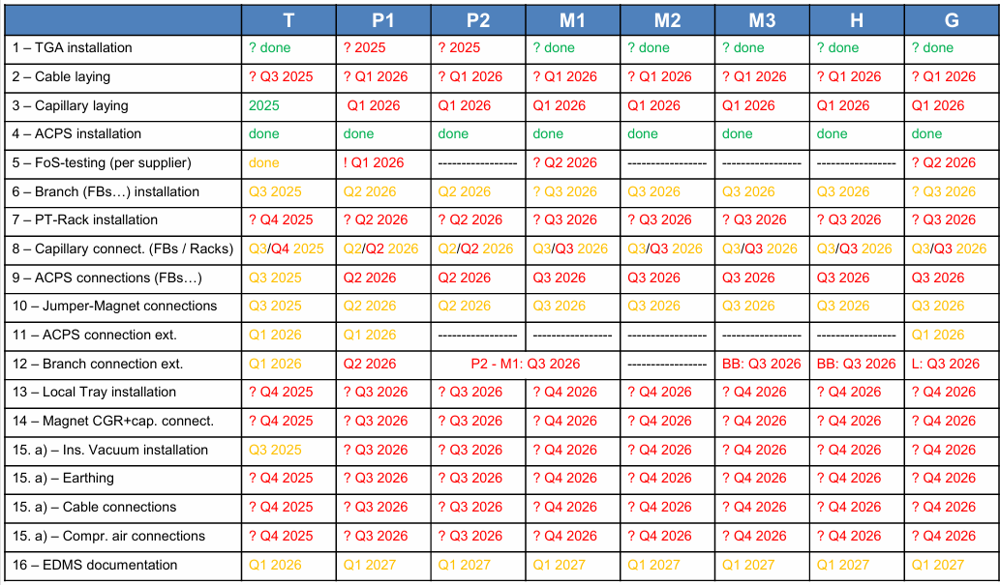 T P1 P2 M1 M2 M3 H G
1 – TGA installation ? done ? 2025 ? 2025 ? done ? done ? done ? done ? done
2 – Cable laying ? Q3 2025 ? Q1 2026 ? Q1 2026 ? Q1 2026 ? Q1 2026 ? Q1 2026 ? Q1 2026 ? Q1 2026
3 – Capillary laying 2025 Q1 2026 Q1 2026 Q1 2026 Q1 2026 Q1 2026 Q1 2026 Q1 2026
4 – ACPS installation done done done done done done done done
5 – FoS-testing (per supplier) done ! Q1 2026 ----------------- ? Q2 2026 ----------------- ----------------- ----------------- ? Q2 2026
6 – Branch (FBs…) installation Q3 2025 Q2 2026 Q2 2026 ? Q3 2026 Q3 2026 Q3 2026 Q3 2026 ? Q3 2026
7 – PT-Rack installation ? Q4 2025 ? Q2 2026 ? Q2 2026 ? Q3 2026 ? Q3 2026 ? Q3 2026 ? Q3 2026 ? Q3 2026
8 – Capillary connect. (FBs / Racks) Q3/Q4 2025 Q2/Q2 2026 Q2/Q2 2026 Q3/Q3 2026 Q3/Q3 2026 Q3/Q3 2026 Q3/Q3 2026 Q3/Q3 2026
9 – ACPS connections (FBs…) Q3 2025 Q2 2026 Q2 2026 Q3 2026 Q3 2026 Q3 2026 Q3 2026 Q3 2026
10 – Jumper-Magnet connections Q3 2025 Q2 2026 Q2 2026 Q3 2026 Q3 2026 Q3 2026 Q3 2026 Q3 2026
11 – ACPS connection ext. Q1 2026 Q1 2026 ----------------- ----------------- ----------------- ----------------- ----------------- Q1 2026
12 – Branch connection ext. Q1 2026 Q2 2026 P2 - M1: Q3 2026 ----------------- BB: Q3 2026 BB: Q3 2026 L: Q3 2026
13 – Local Tray installation ? Q4 2025 ? Q3 2026 ? Q3 2026 ? Q4 2026 ? Q4 2026 ? Q4 2026 ? Q4 2026 ? Q4 2026
14 – Magnet CGR+cap. connect. ? Q4 2025 ? Q3 2026 ? Q3 2026 ? Q4 2026 ? Q4 2026 ? Q4 2026 ? Q4 2026 ? Q4 2026
15. a) – Ins. Vacuum installation Q3 2025 ? Q3 2026 ? Q3 2026 ? Q4 2026 ? Q4 2026 ? Q4 2026 ? Q4 2026 ? Q4 2026
15. a) – Earthing ? Q4 2025 ? Q3 2026 ? Q3 2026 ? Q4 2026 ? Q4 2026 ? Q4 2026 ? Q4 2026 ? Q4 2026
15. a) – Cable connections ? Q4 2025 ? Q3 2026 ? Q3 2026 ? Q4 2026 ? Q4 2026 ? Q4 2026 ? Q4 2026 ? Q4 2026
15. a) – Compr. air connections ? Q4 2025 ? Q3 2026 ? Q3 2026 ? Q4 2026 ? Q4 2026 ? Q4 2026 ? Q4 2026 ? Q4 2026
16 – EDMS documentation Q1 2026 Q1 2027 Q1 2027 Q1 2027 Q1 2027 Q1 2027 Q1 2027 Q1 2027